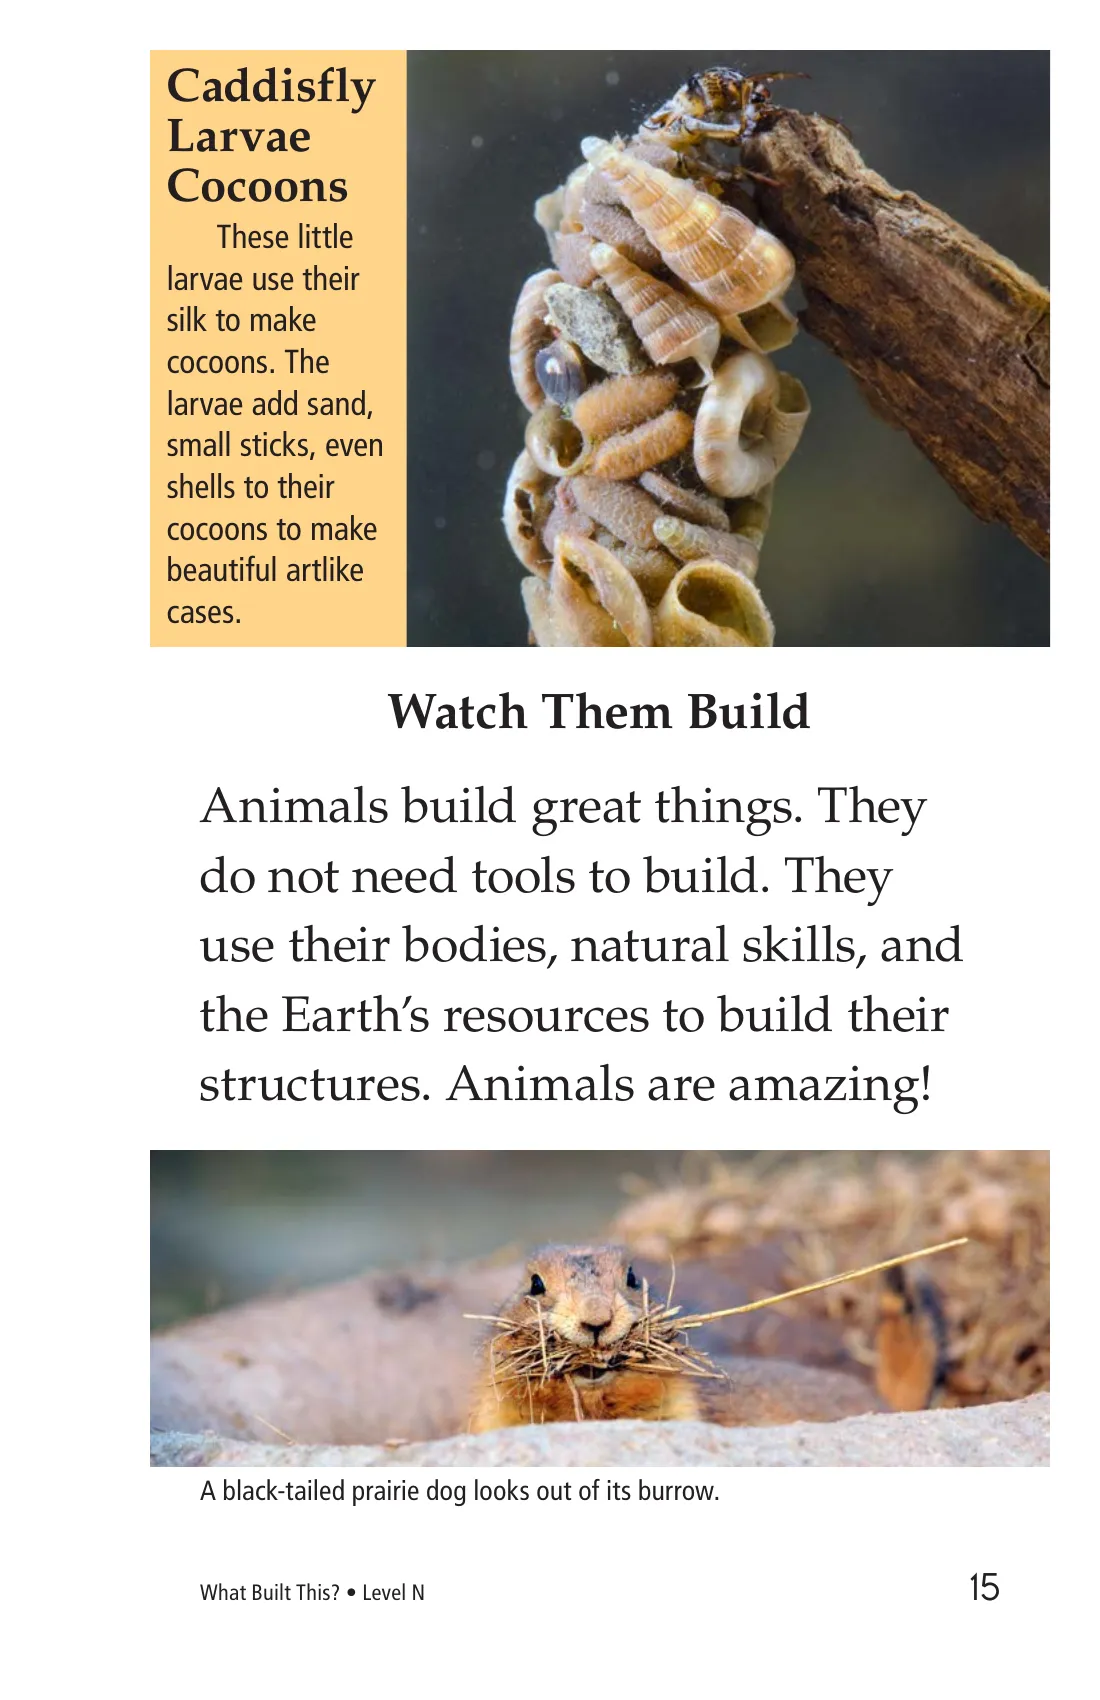 Caddisfly
Larvae
Cocoons
These little
larvae use their
silk to make
cocoons. The
larvae add sand,
small sticks, even
shells to their
cocoons to make
beautiful artlike
cases.
Watch Them Build
Animals build great things. They
do not need tools to build. They
use their bodies, natural skills, and
the Earth’s resources to build their
structures. Animals are amazing!
A black-tailed prairie dog looks out of its burrow.
What Built This? • Level N
15